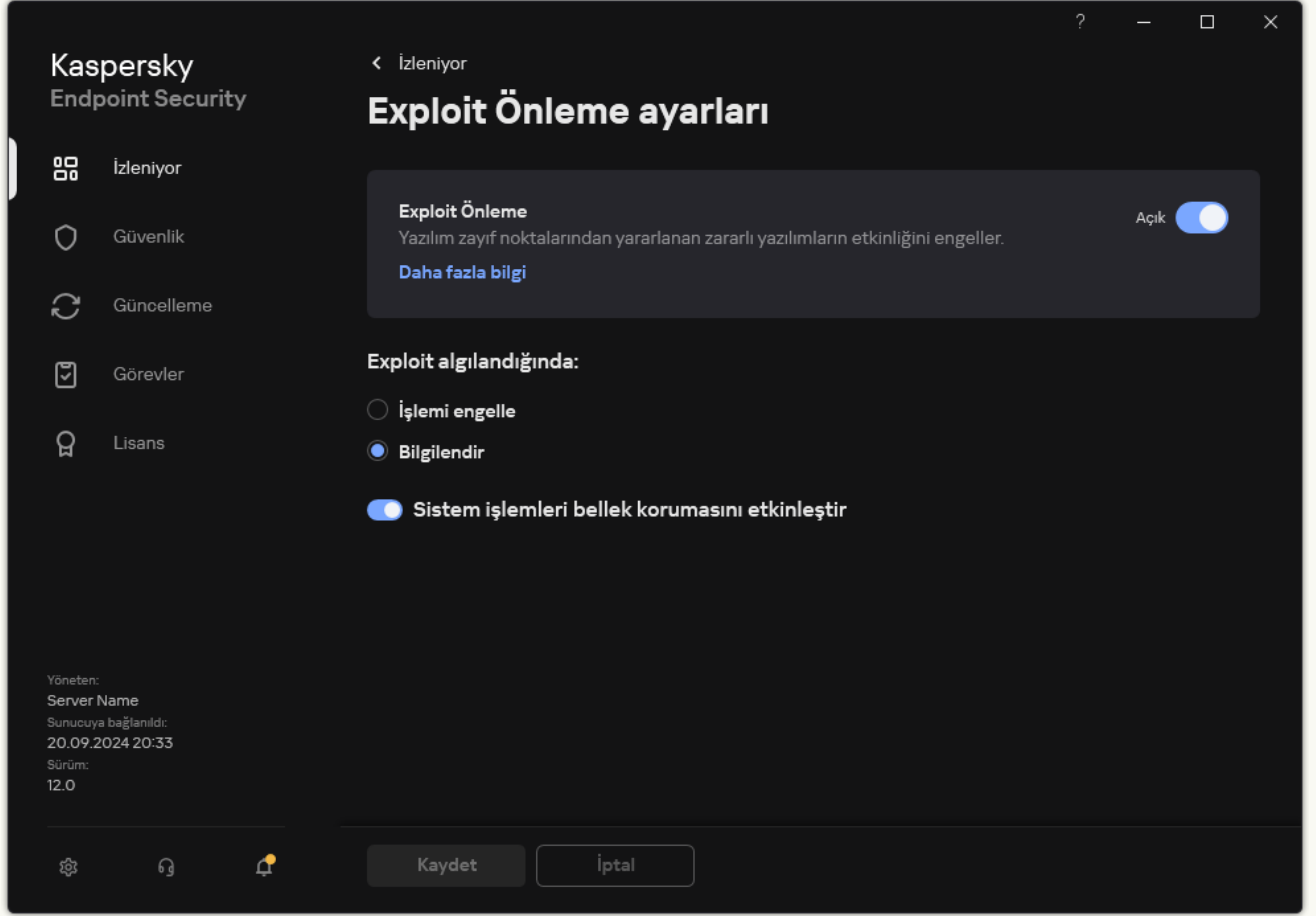 ?
Kaspersky
Endpoint Security
İzleniyor
Güvenlik
Güncelleme
Görevler
Lisans
Yöneten:
Server Name
Sunucuya bağlanıldı:
20.09.2024 20:33
Sürüm:
12.0
İzleniyor
Exploit Önleme ayarları
Exploit Önleme
Yazılım zayıf noktalarından yararlanan zararlı yazılımların etkinliğini engeller.
Daha fazla bilgi
Açık
Exploit algılandığında:
İşlemi engelle
Bilgilendir
Sistem işlemleri bellek korumasını etkinleştir
Kaydet
İptal